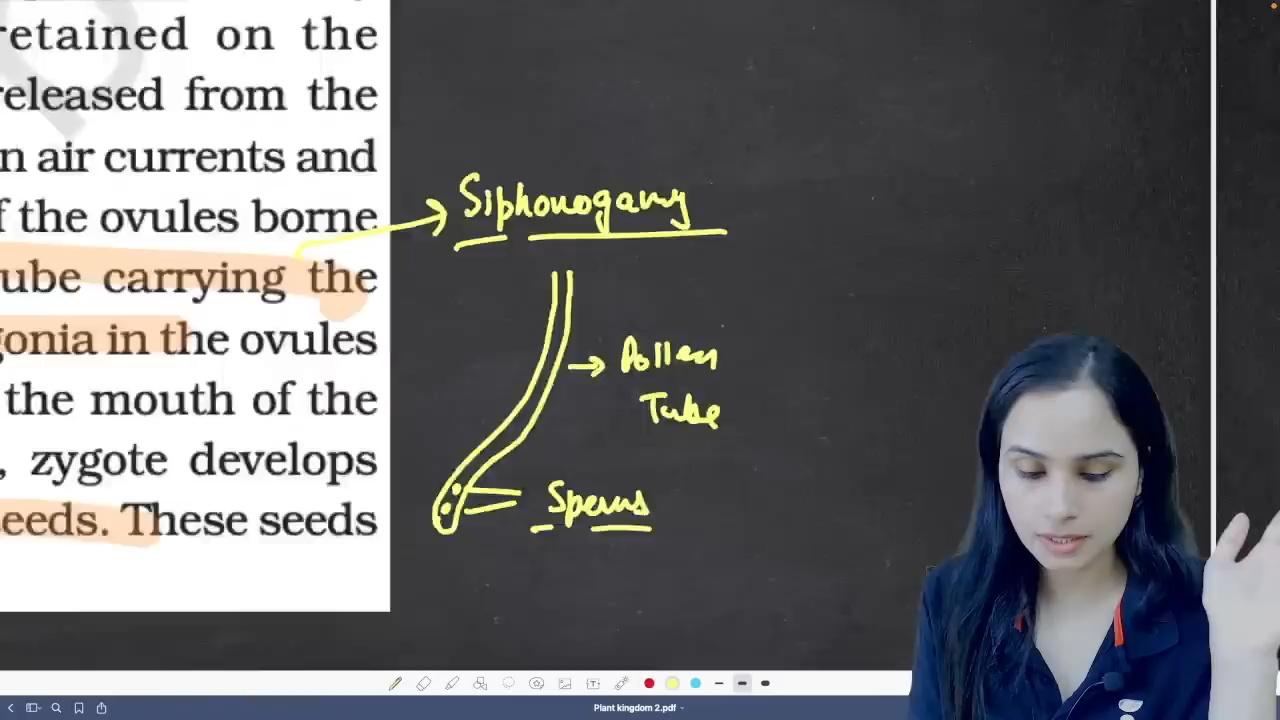 retained on the
released from the
n air currents and
f the ovules borne
ube carrying the
gonia in the ovules
the mouth of the
, zygote develops
eeds. These seeds
Siphonogamy
Pollen
Tube
Sperms
Plant kingdom 2.pdf